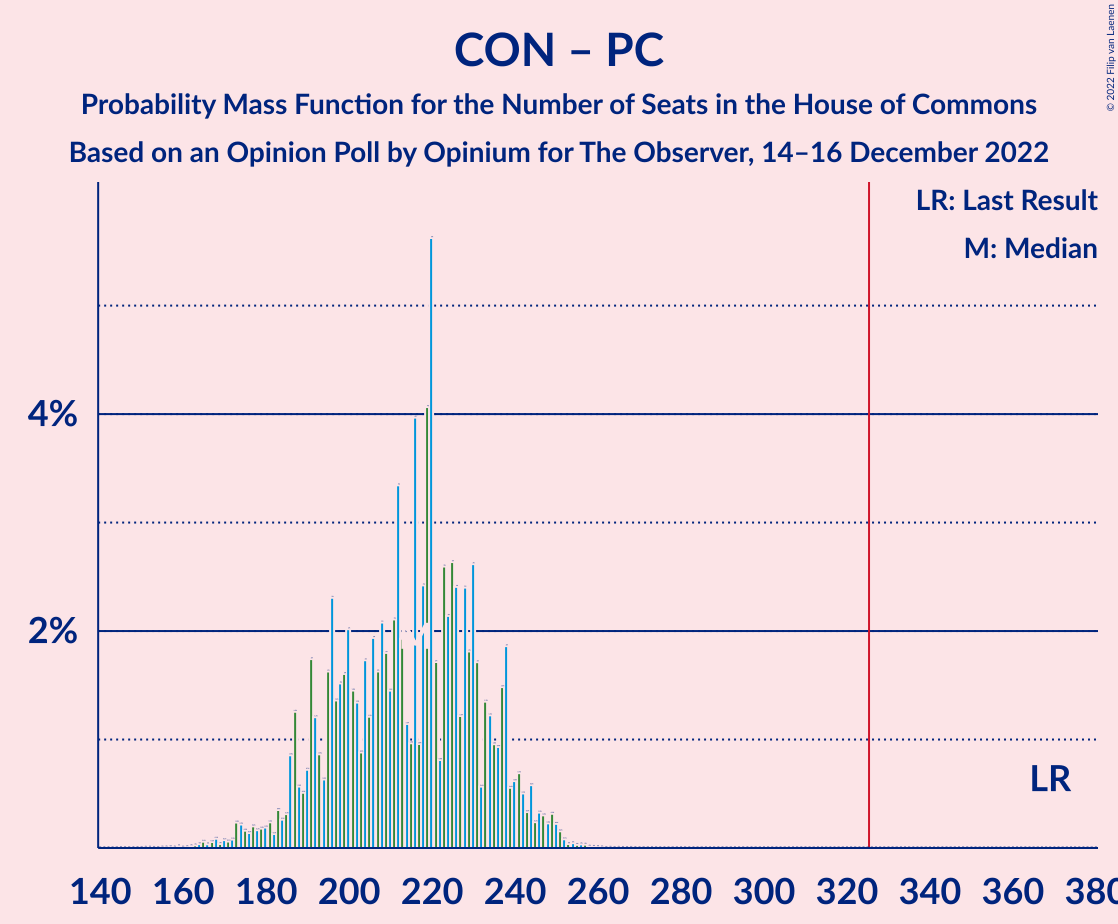 CON – PC
Probability Mass Function for the Number of Seats in the House of Commons
Based on an Opinion Poll by Opinium for The Observer, 14–16 December 2022
© 2022 Filip van Laenen
LR: Last Result
M: Median
4%
2%
LR
140 160 180 200 220 240 260 280 300 320 340 360 380